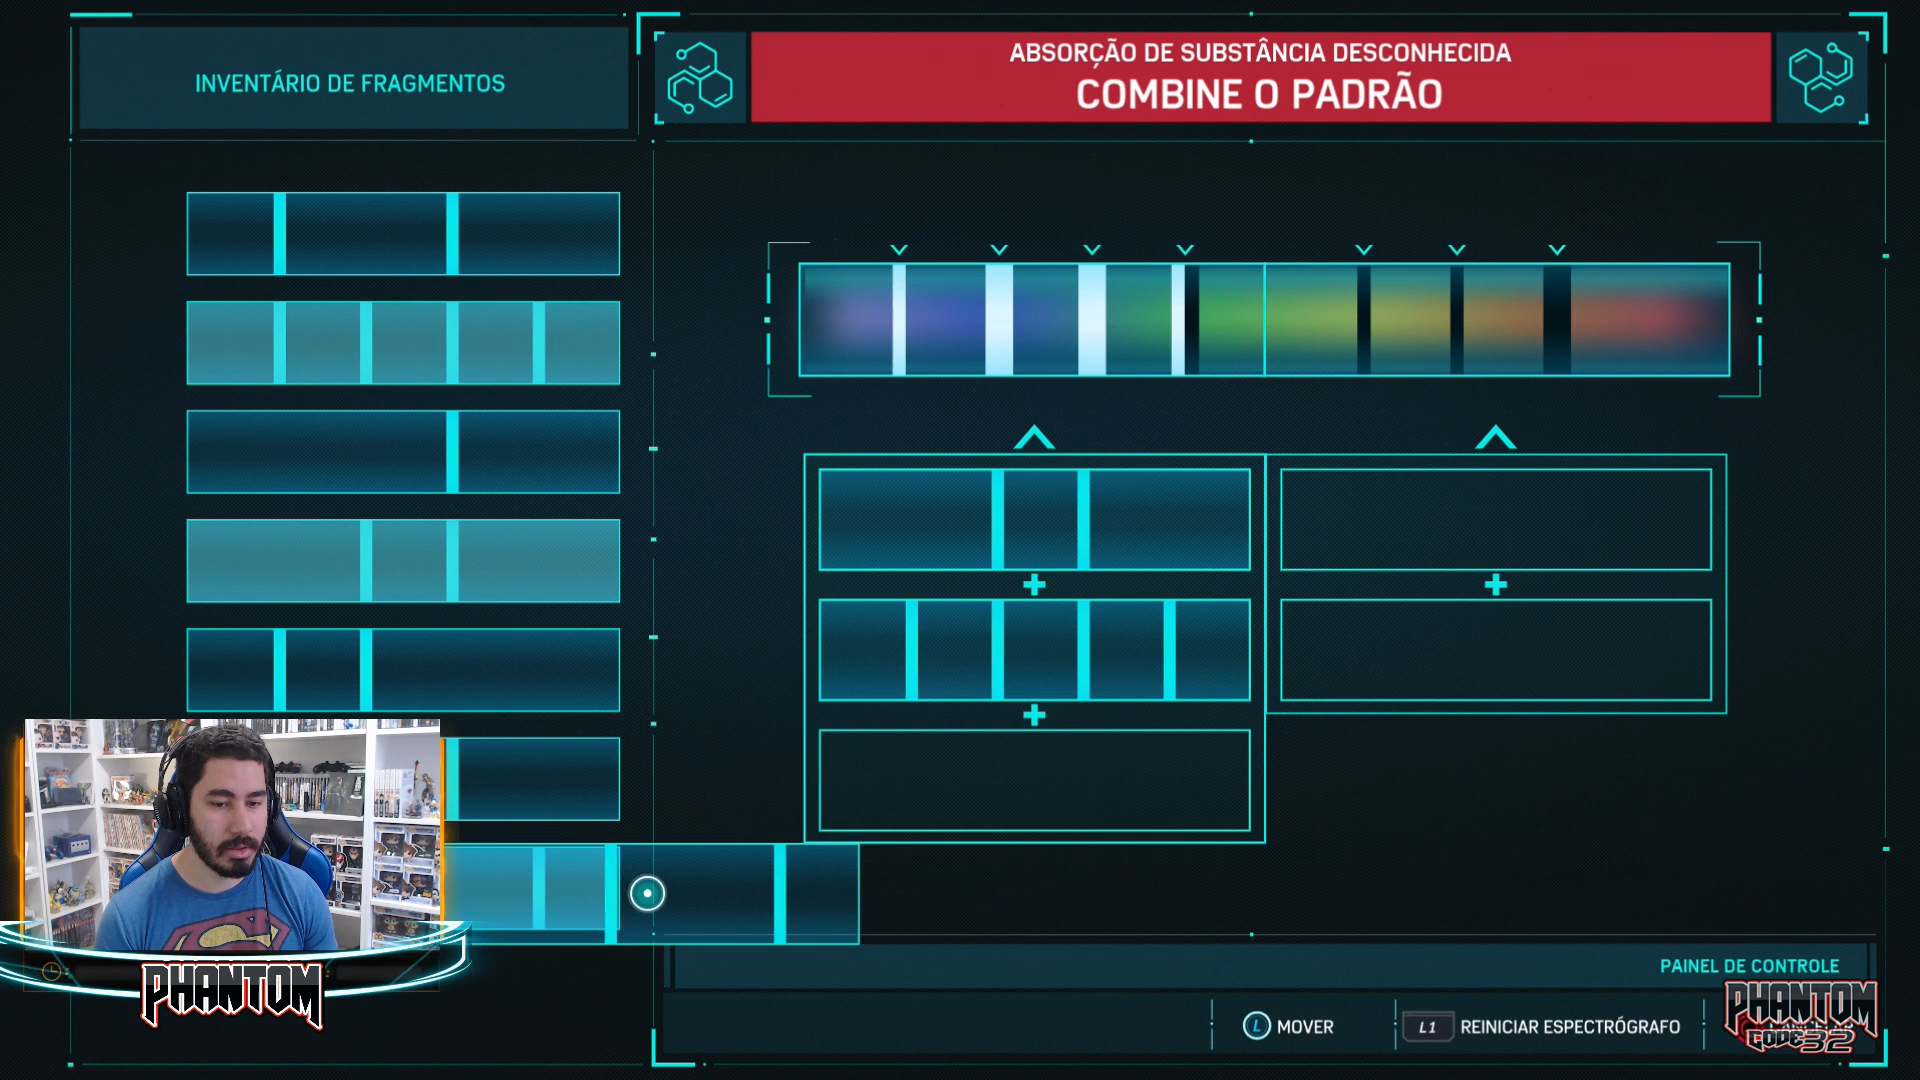 INVENTÁRIO DE FRAGMENTOS
ABSORÇÃO DE SUBSTÂNCIA DESCONHECIDA
COMBINE O PADRÃO
PAINEL DE CONTROLE
L MOVER
L1 REINICIAR ESPECTRÓGRAFO
PHANTOM
PHANTOM
CODE32